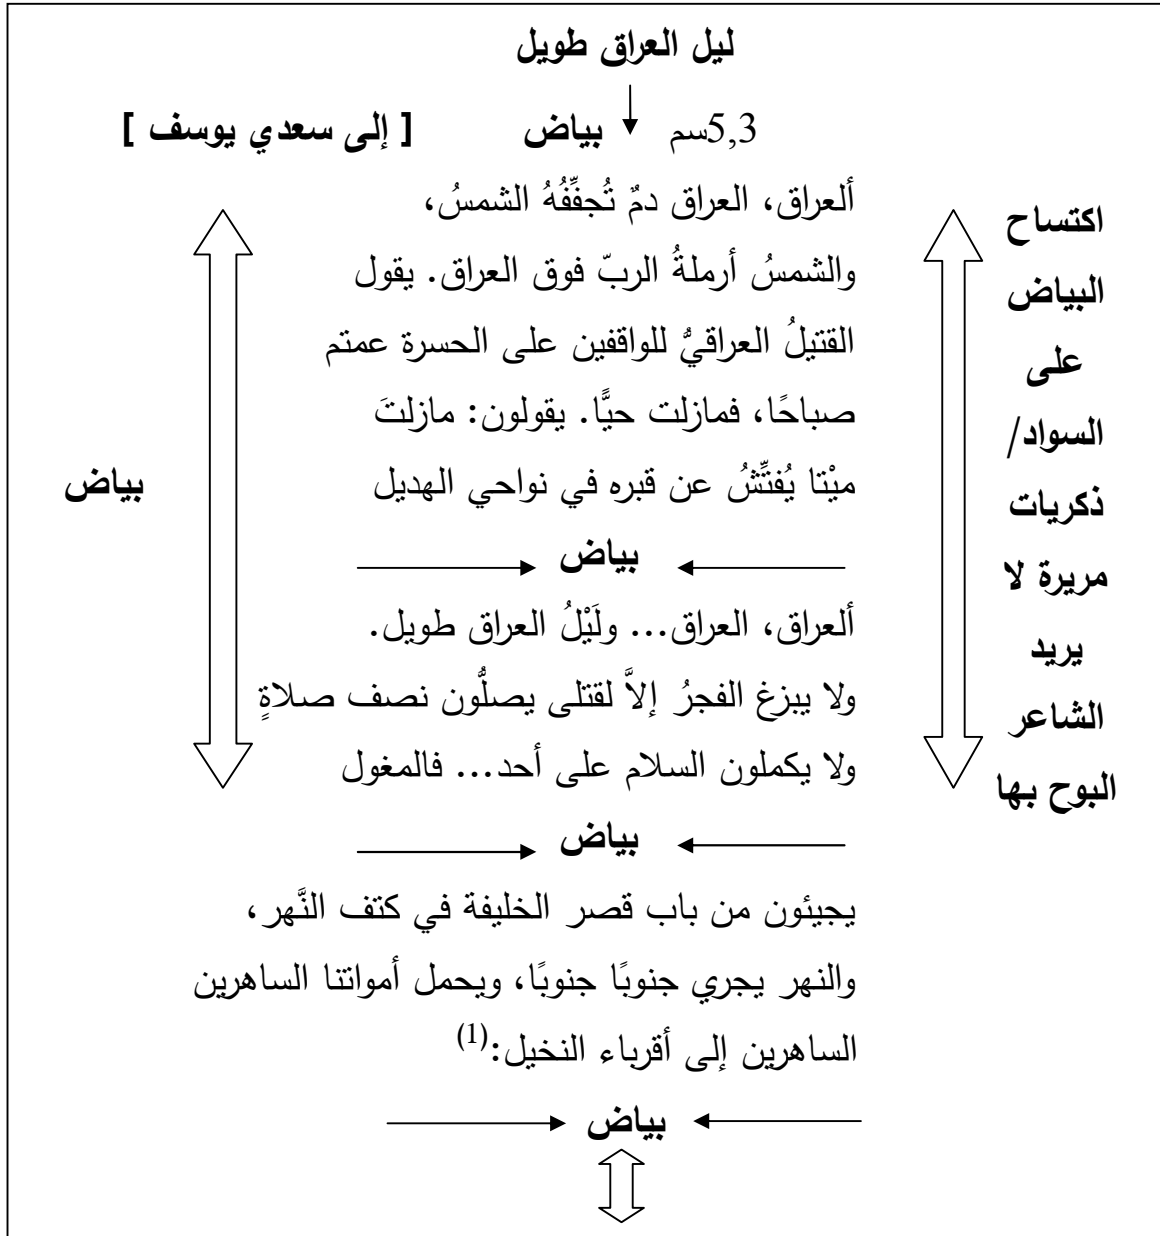 ليل العراق طويل
5,3سم بياض [ إلى سعدي يوسف ]
ألعراق، العراق دمٌ تُجفِّفُهُ الشمسُ،
والشمسُ أرملةُ الربّ فوق العراق. يقول
القتيلُ العراقيُّ للواقفين على الحسرة عمتم
صباحًا، فمازلت حيًّا. يقولون: مازلتَ
ميْتا يُفتِّشُ عن قبره في نواحي الهديل
بياض
ألعراق، العراق... ولَيْلُ العراق طويل.
ولا يبزغ الفجرُ إلاَّ لقتلى يصلُّون نصف صلاةٍ
ولا يكملون السلام على أحد... فالمغول
بياض
يجيئون من باب قصر الخليفة في كتف النَّهر،
والنهر يجري جنوبًا جنوبًا، ويحمل أمواتنا الساهرين
الساهرين إلى أقرباء النخيل:(1)
بياض
اكتساح
البياض
على
السواد/
ذكريات
مريرة لا
يريد
الشاعر
البوح بها
بياض